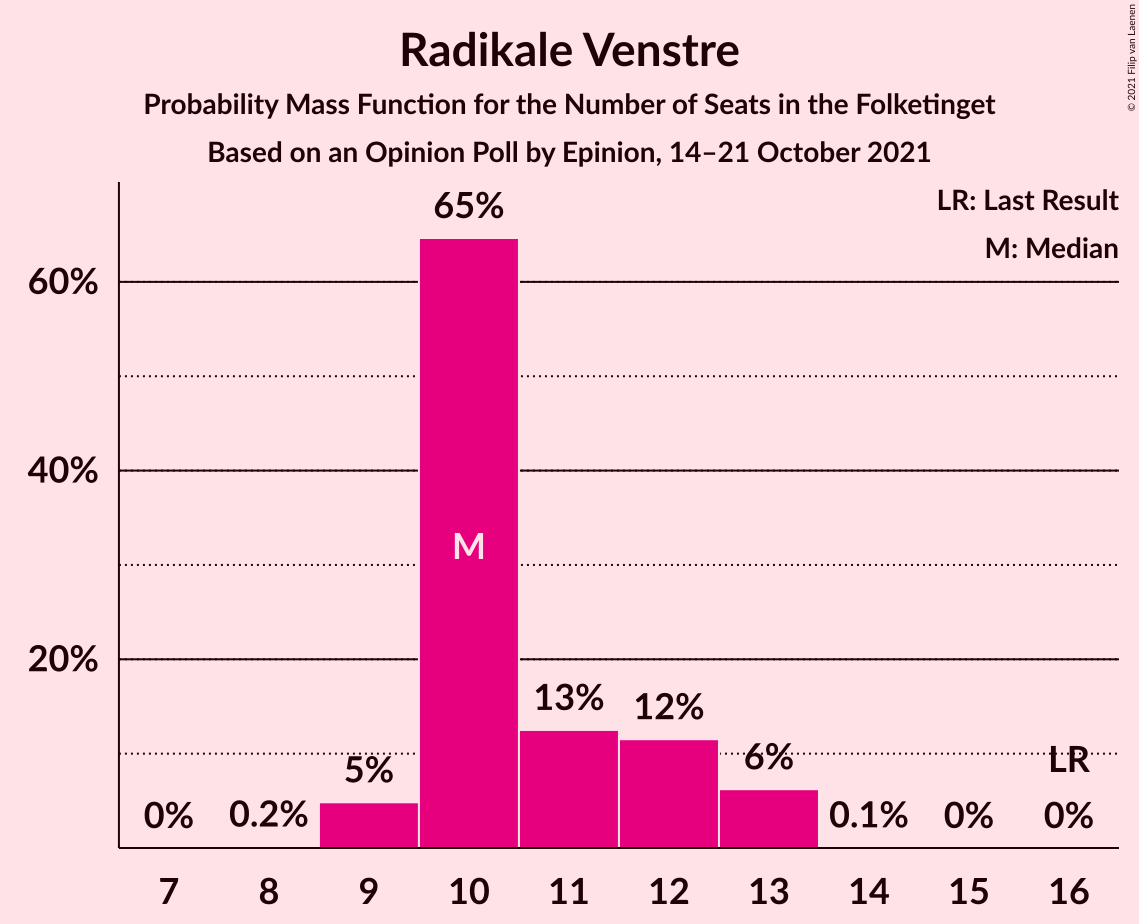 Radikale Venstre
Probability Mass Function for the Number of Seats in the Folketinget
Based on an Opinion Poll by Epinion, 14–21 October 2021
© 2021 Filip van Laenen
LR: Last Result
M: Median
60%
40%
20%
0%
0.2%
5%
65%
M
13%
12%
6%
0.1%
0%
LR
0%
7 8 9 10 11 12 13 14 15 16